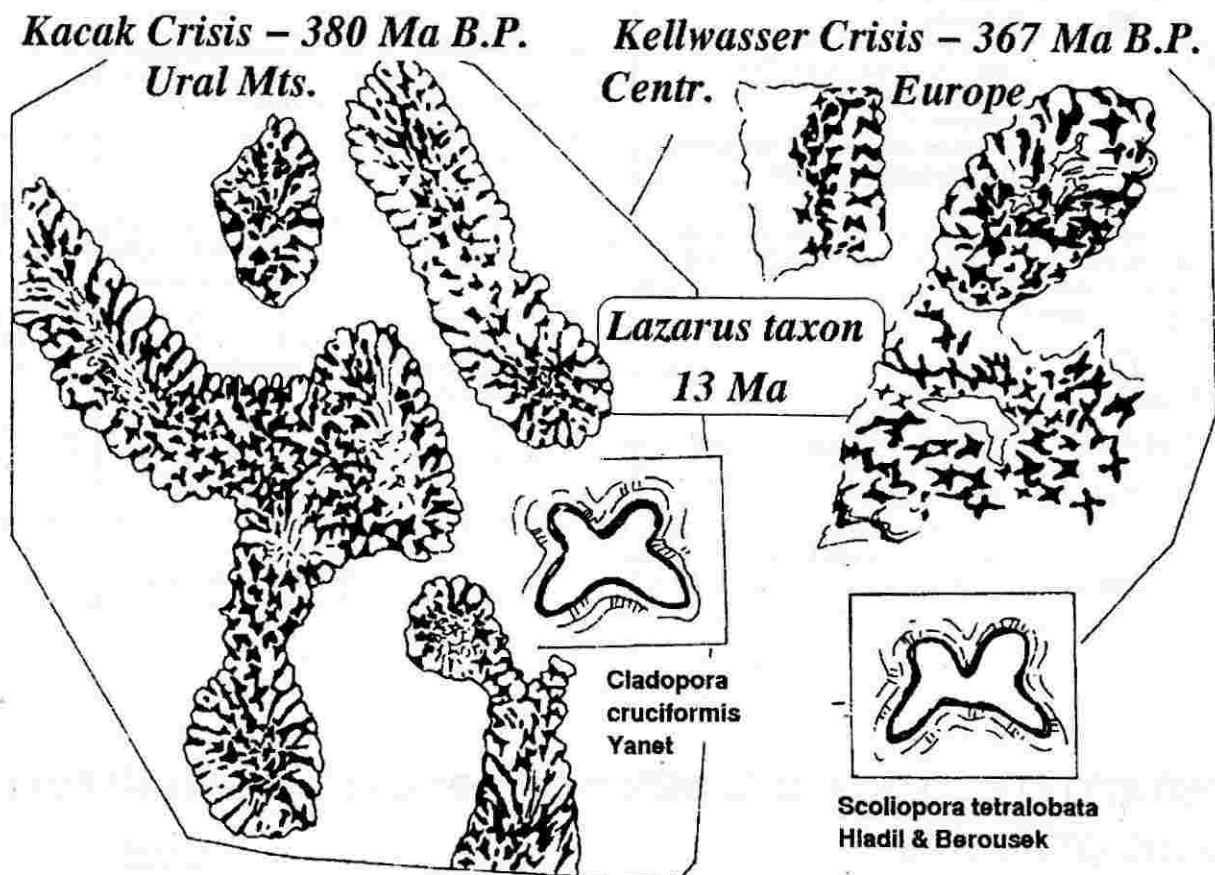 Kacak Crisis – 380 Ma B.P.
Ural Mts.
Kellwasser Crisis – 367 Ma B.P.
Centr. Europe
Lazarus taxon
13 Ma
Cladopora
cruciformis
Yanet
Scoliopora tetralobata
Hladil & Berousek